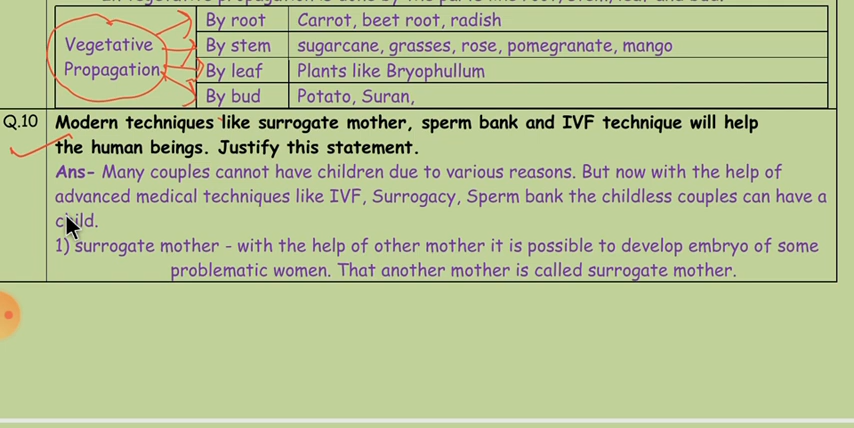 By root Carrot, beet root, radish
Vegetative By stem sugarcane, grasses, rose, pomegranate, mango
Propagation By leaf Plants like Bryophullum
By bud Potato, Suran,
Q.10 Modern techniques like surrogate mother, sperm bank and IVF technique will help
the human beings. Justify this statement.
Ans- Many couples cannot have children due to various reasons. But now with the help of
advanced medical techniques like IVF, Surrogacy, Sperm bank the childless couples can have a
child.
1) surrogate mother - with the help of other mother it is possible to develop embryo of some
problematic women. That another mother is called surrogate mother.